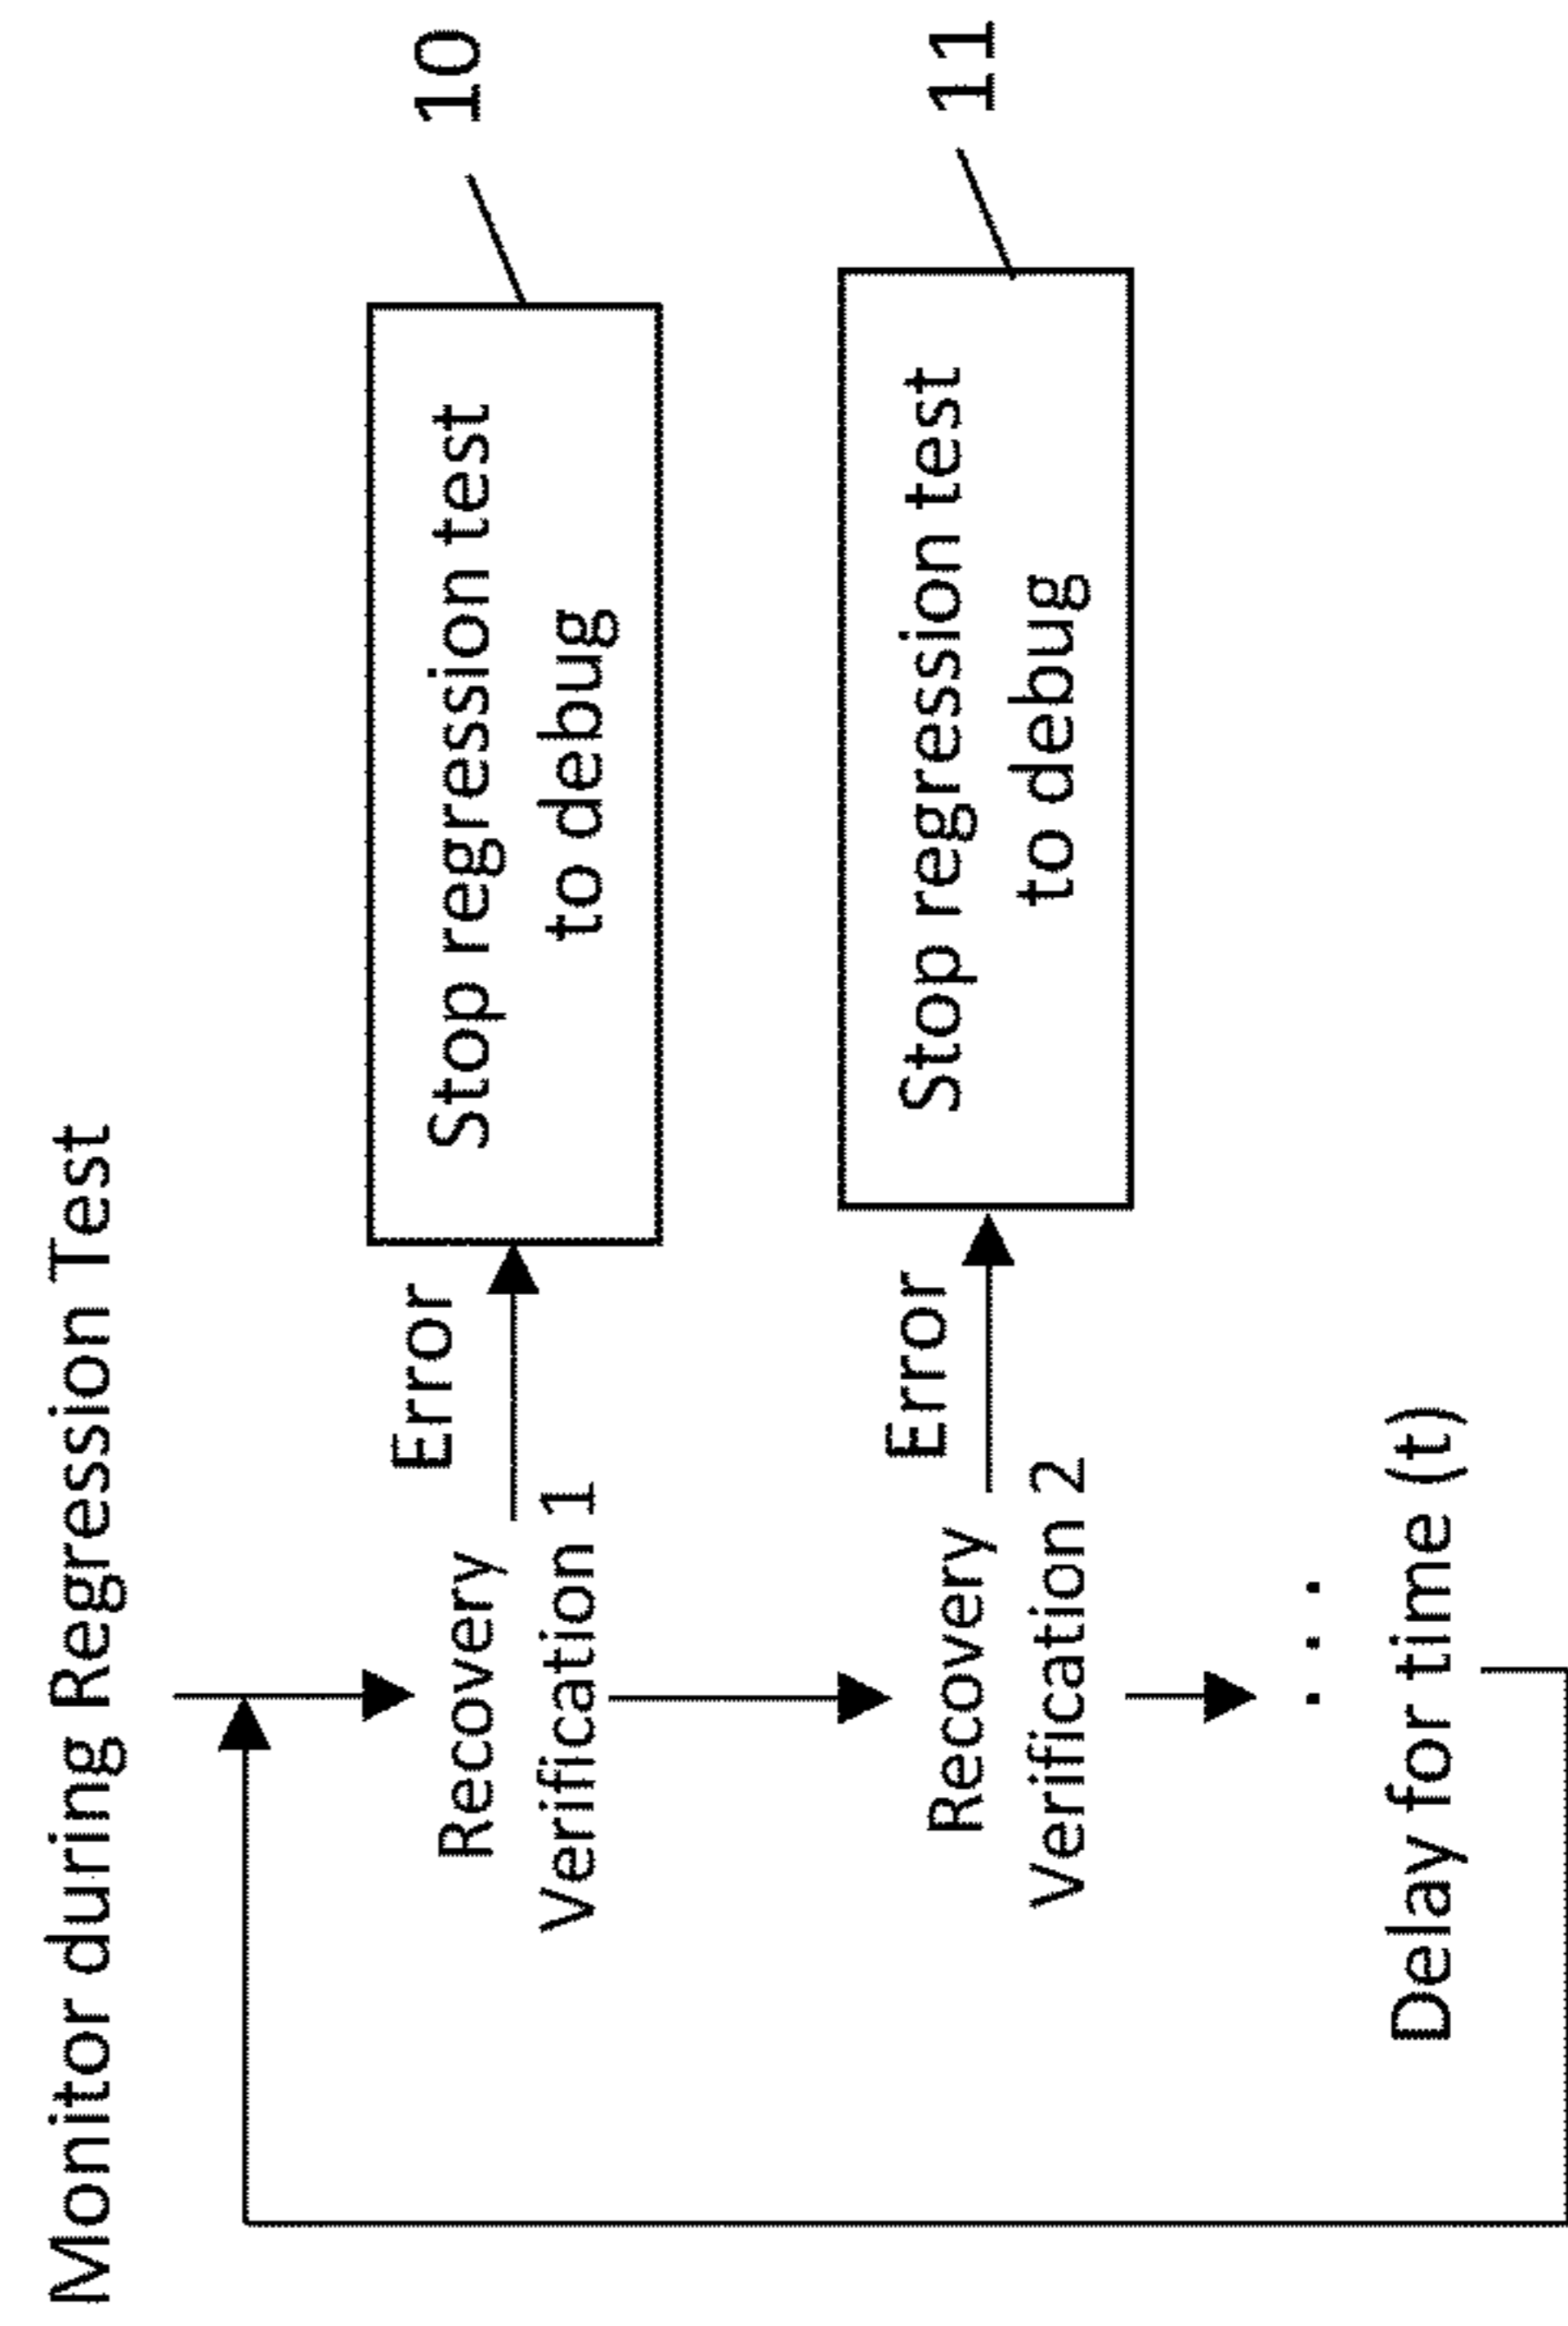 Monitor during Regression Test
Recovery
Verification 1
Error
Stop regression test
to debug
10
Recovery
Verification 2
Error
Stop regression test
to debug
11
. . .
Delay for time (t)